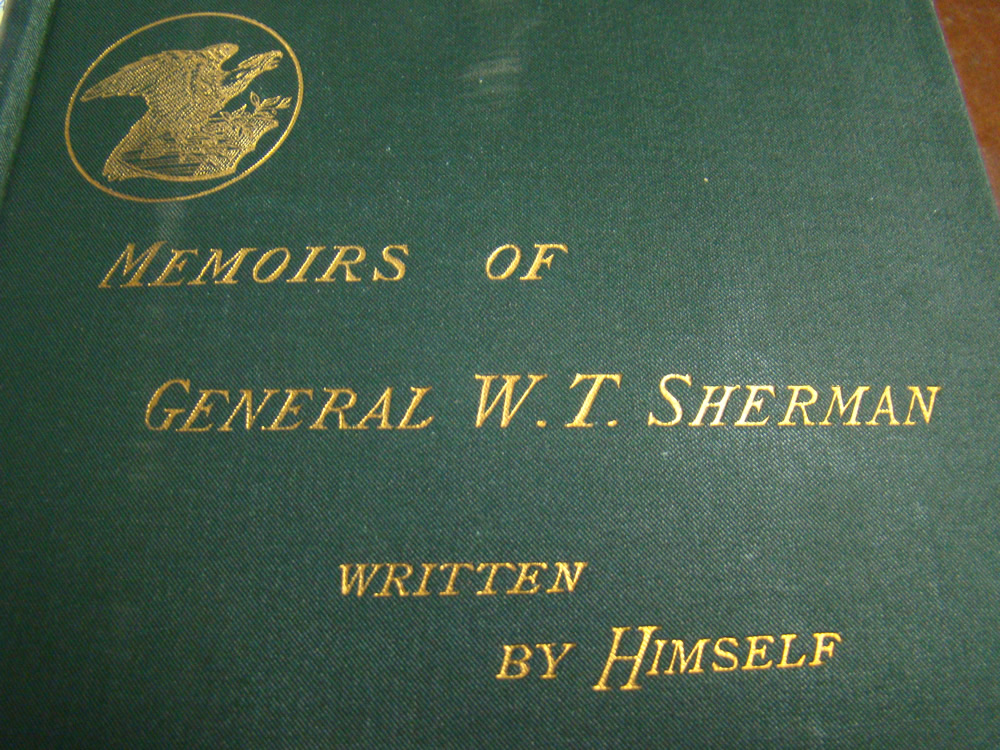 MEMOIRS OF
GENERAL W. T. SHERMAN
WRITTEN
BY HIMSELF